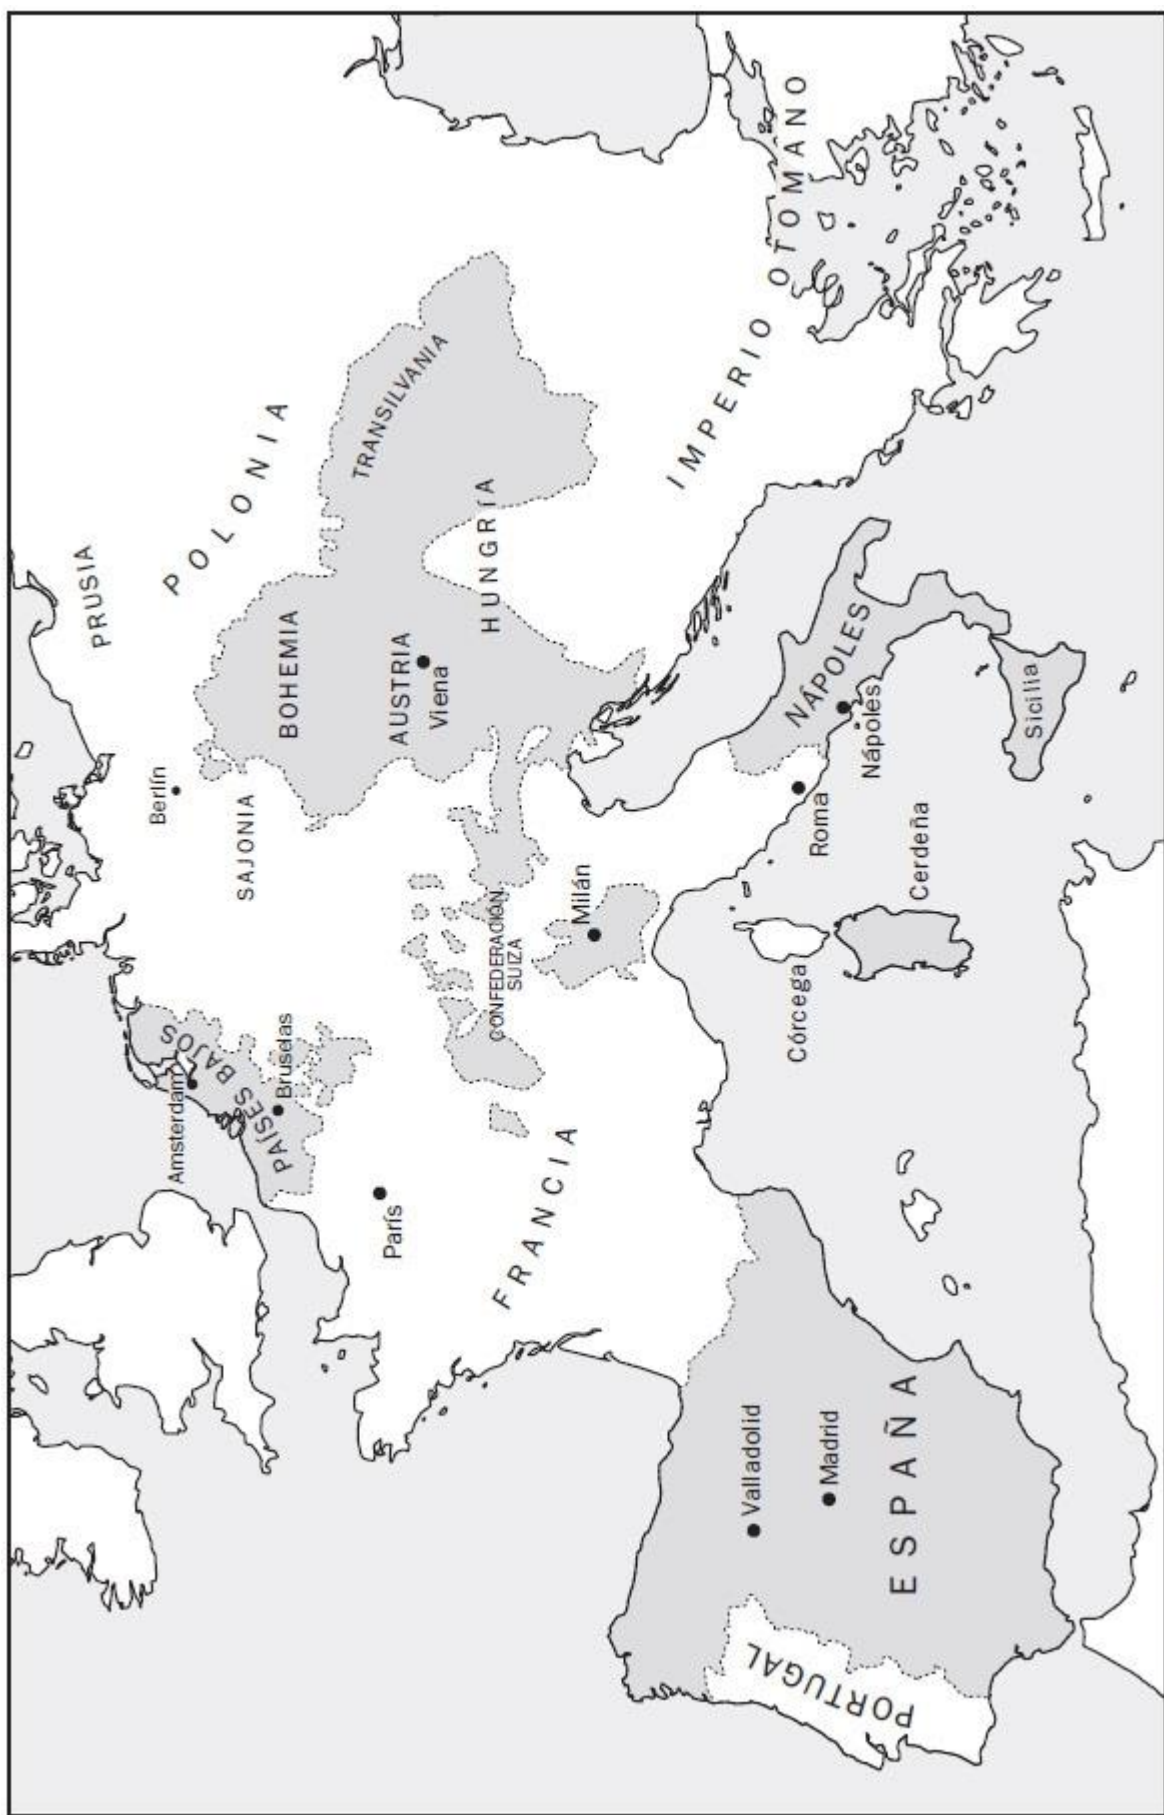 PRUSIA
POLONIA
Berlín
SAJONIA
BOHEMIA
TRANSILVANIA
AUSTRIA
Viena
HUNGRÍA
IMPERIO OTOMANO
Amsterdam
PAÍSES BAJOS
Bruselas
París
FRANCIA
CONFEDERACIÓN
SUIZA
Milán
NÁPOLES
Nápoles
Roma
Sicilia
Córcega
Cerdeña
Valladolid
Madrid
ESPAÑA
PORTUGAL